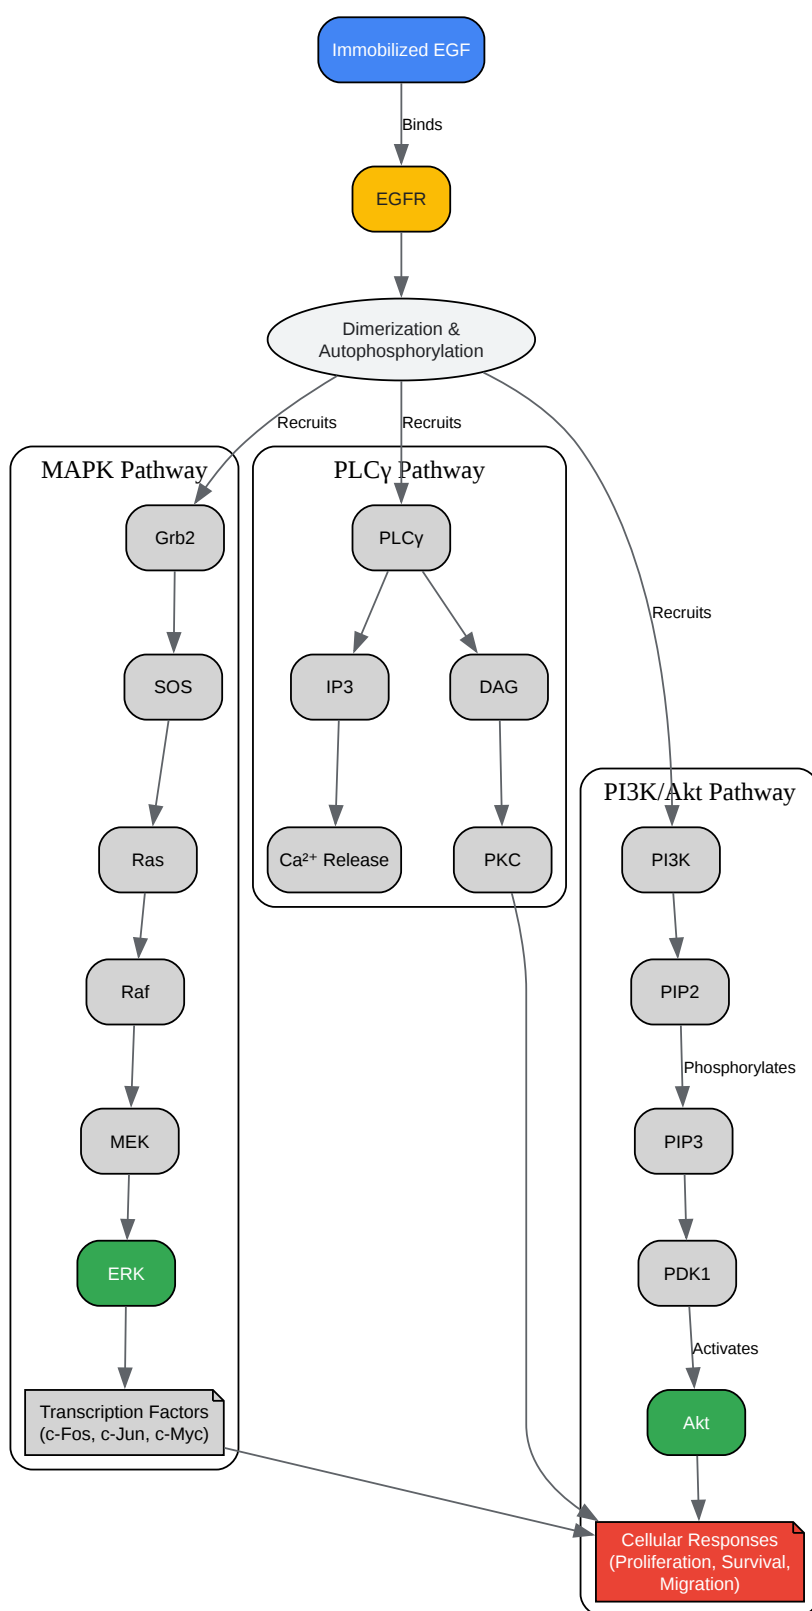 Immobilized EGF
Binds
EGFR
Dimerization &
Autophosphorylation
Recruits
Recruits
Recruits
MAPK Pathway
Grb2
SOS
Ras
Raf
MEK
ERK
Transcription Factors
(c-Fos, c-Jun, c-Myc)
PLCγ Pathway
PLCγ
IP3
DAG
Ca²⁺ Release
PKC
PI3K/Akt Pathway
PI3K
PIP2
Phosphorylates
PIP3
PDK1
Activates
Akt
Cellular Responses
(Proliferation, Survival,
Migration)